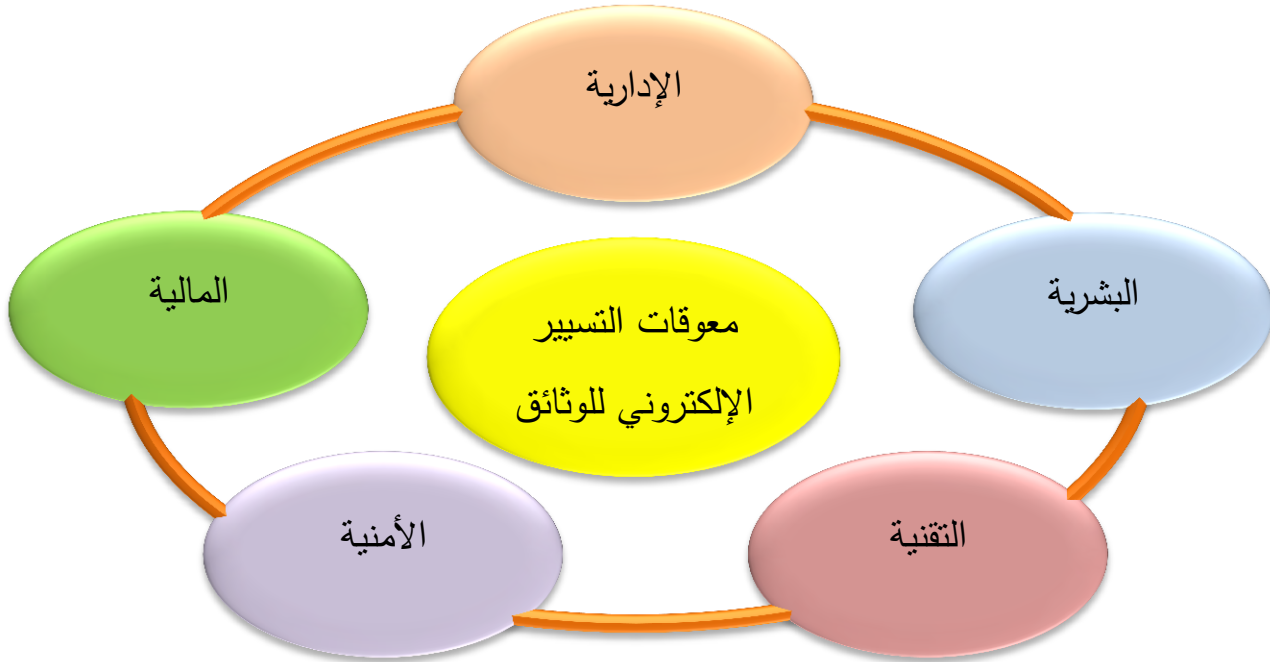 الإدارية
البشرية
المالية
معوقات التسيير
الإلكتروني للوثائق
التقنية
الأمنية